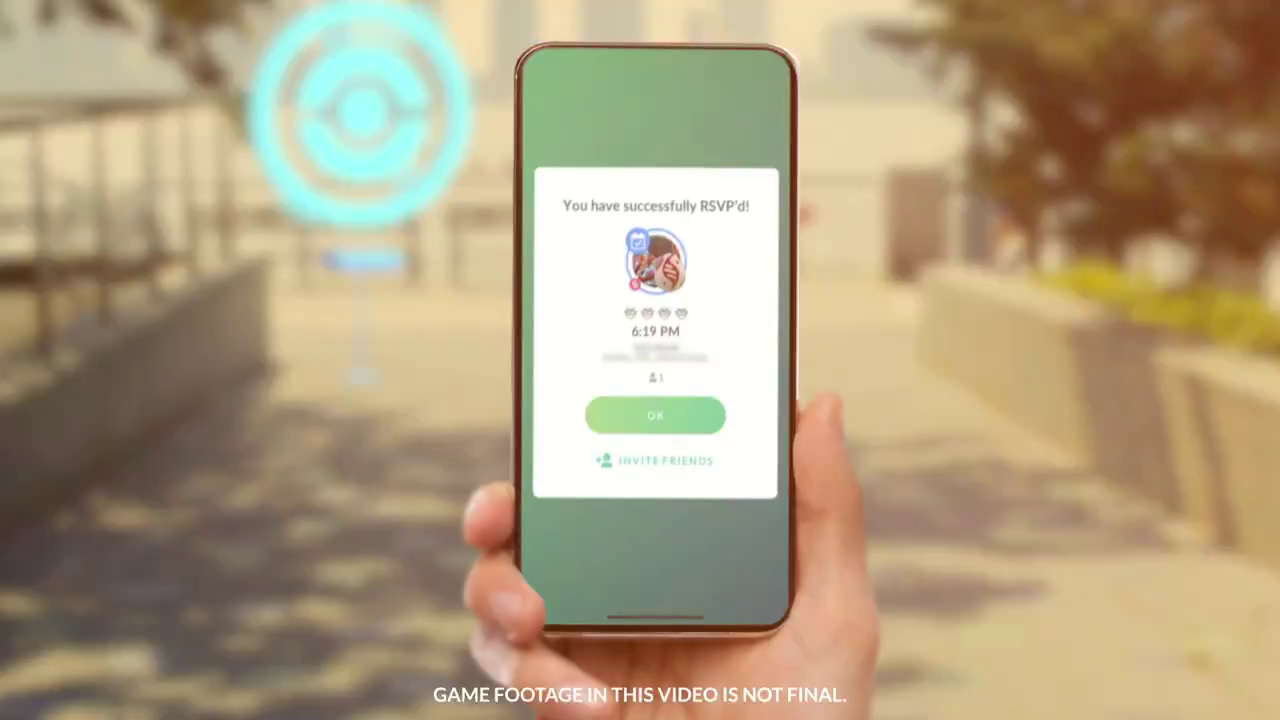 You have successfully RSVP'd!
6:19 PM
1
OK
INVITE FRIENDS
GAME FOOTAGE IN THIS VIDEO IS NOT FINAL.